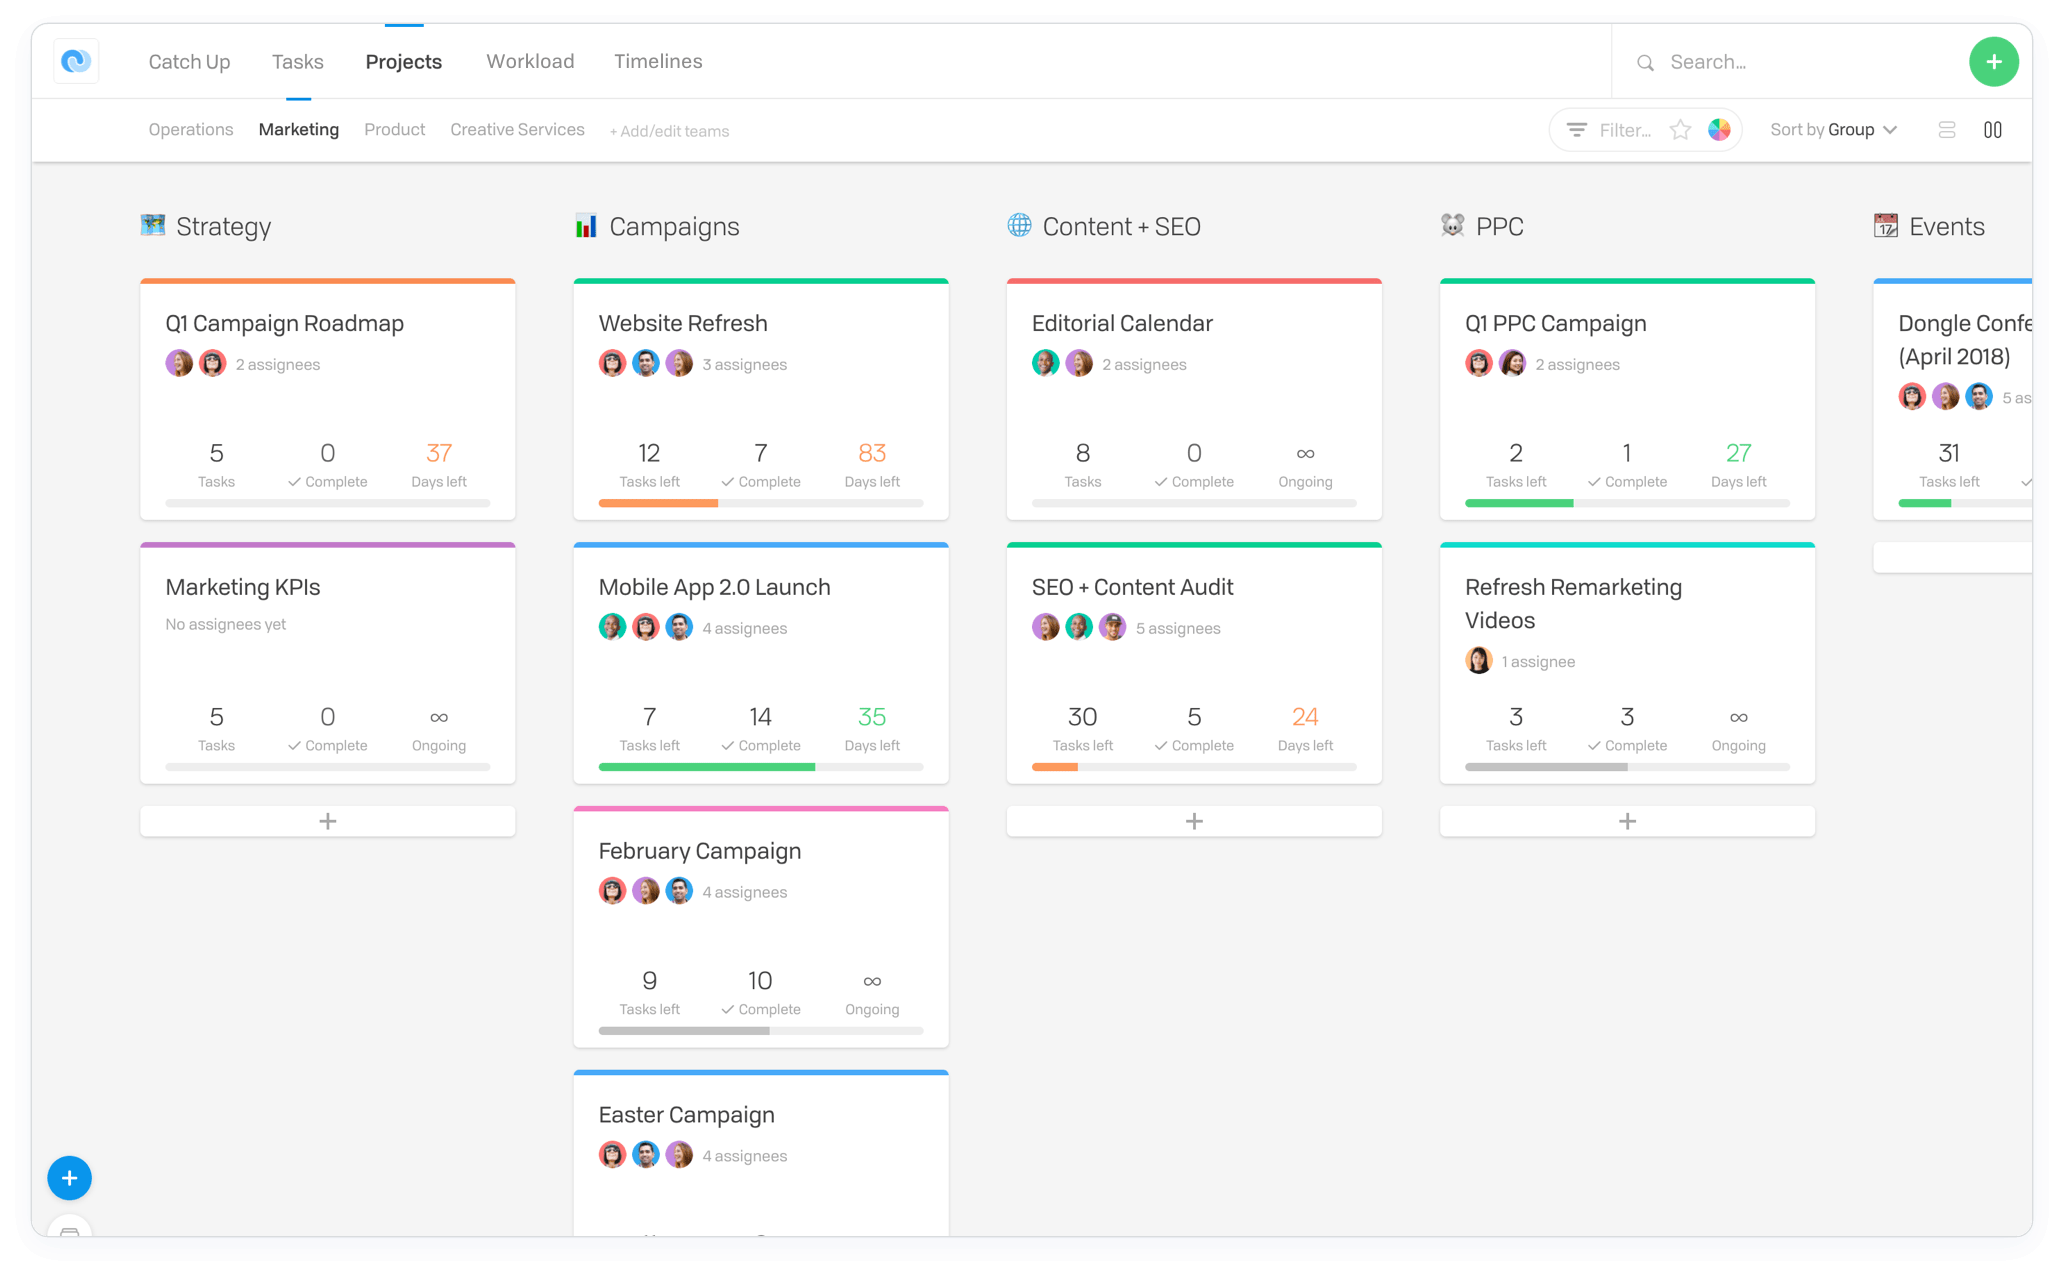 Catch Up Tasks Projects Workload Timelines Search...
Operations Marketing Product Creative Services + Add/edit teams Filter... Sort by Group
Strategy
Q1 Campaign Roadmap
2 assignees
5 0 37
Tasks Complete Days left
Marketing KPIs
No assignees yet
5 0 ∞
Tasks Complete Ongoing
+
Campaigns
Website Refresh
3 assignees
12 7 83
Tasks left Complete Days left
Mobile App 2.0 Launch
4 assignees
7 14 35
Tasks left Complete Days left
February Campaign
4 assignees
9 10 ∞
Tasks left Complete Ongoing
Easter Campaign
4 assignees
Content + SEO
Editorial Calendar
2 assignees
8 0 ∞
Tasks Complete Ongoing
SEO + Content Audit
5 assignees
30 5 24
Tasks left Complete Days left
+
PPC
Q1 PPC Campaign
2 assignees
2 1 27
Tasks left Complete Days left
Refresh Remarketing
Videos
1 assignee
3 3 ∞
Tasks left Complete Ongoing
+
17
Events
Dongle Confe
(April 2018)
5 as
31
Tasks left